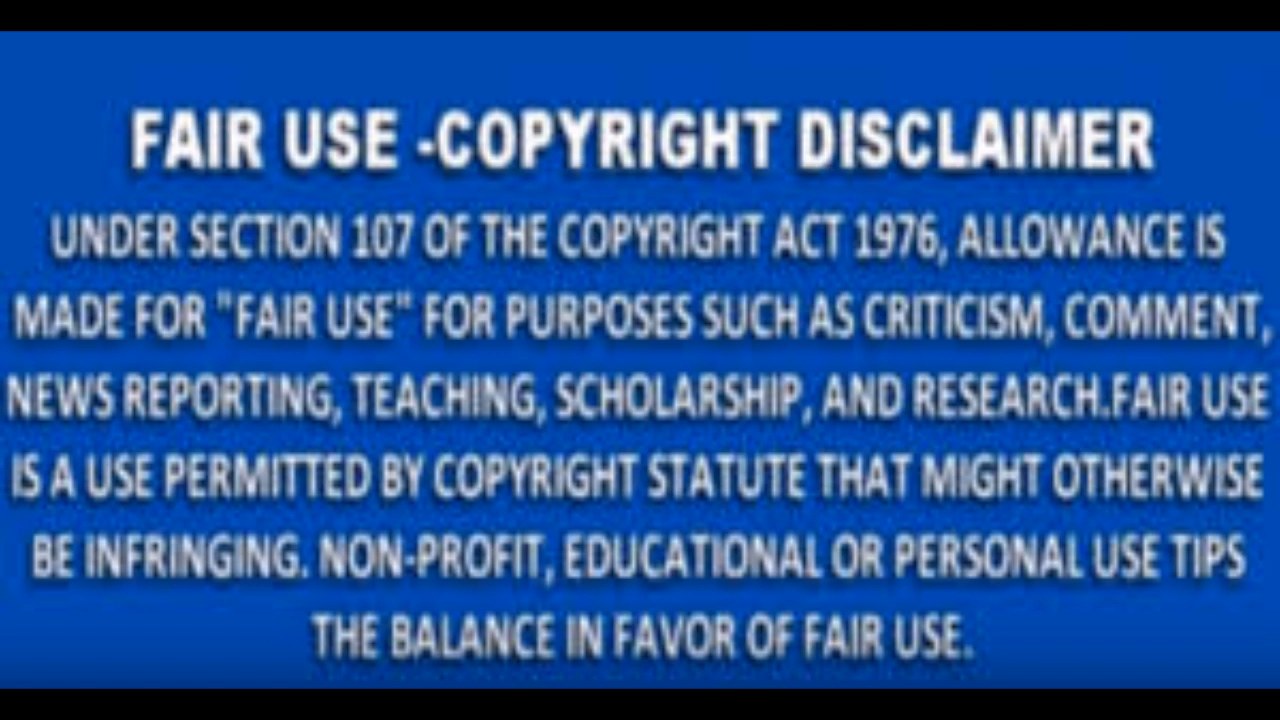 FAIR USE -COPYRIGHT DISCLAIMER
UNDER SECTION 107 OF THE COPYRIGHT ACT 1976, ALLOWANCE IS
MADE FOR "FAIR USE" FOR PURPOSES SUCH AS CRITICISM, COMMENT,
NEWS REPORTING, TEACHING, SCHOLARSHIP, AND RESEARCH.FAIR USE
IS A USE PERMITTED BY COPYRIGHT STATUTE THAT MIGHT OTHERWISE
BE INFRINGING. NON-PROFIT, EDUCATIONAL OR PERSONAL USE TIPS
THE BALANCE IN FAVOR OF FAIR USE.